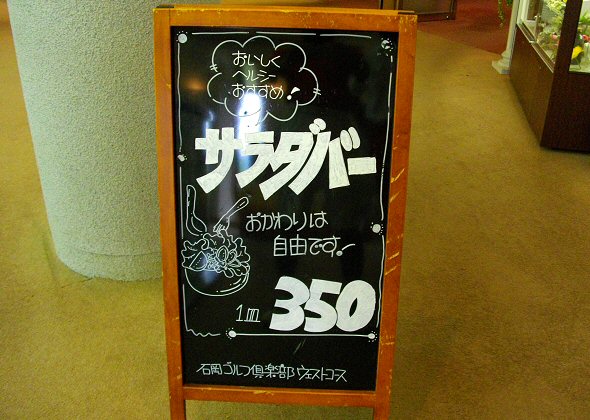 おいしく
ヘルシー
おすすめ!
サラダバー
おかわりは
自由です!
1皿 350
石岡ゴルフ倶楽部ウエストコース